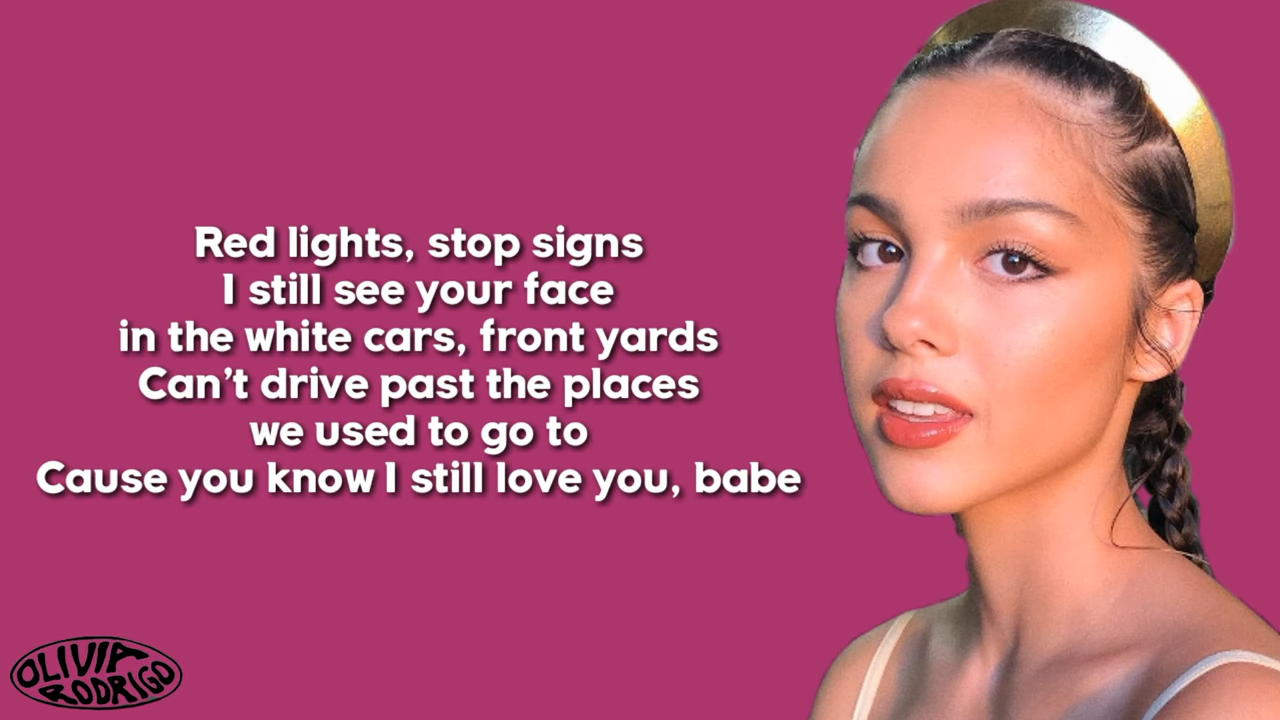 Red lights, stop signs
I still see your face
in the white cars, front yards
Can't drive past the places
we used to go to
Cause you know I still love you, babe
OLIVIA
RODRIGO